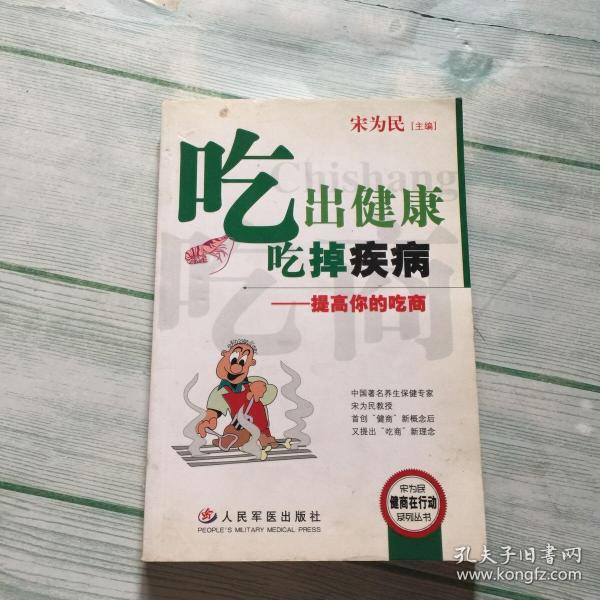 宋为民 [主编]
Chishang
吃商
吃出健康
吃掉疾病
——提高你的吃商
中国著名养生保健专家
宋为民教授
首创“健商”新概念后
又提出“吃商”新理念
宋为民
健商在行动
系列丛书
人民军医出版社
PEOPLE'S MILITARY MEDICAL PRESS
孔夫子旧书网
www.kongfz.com